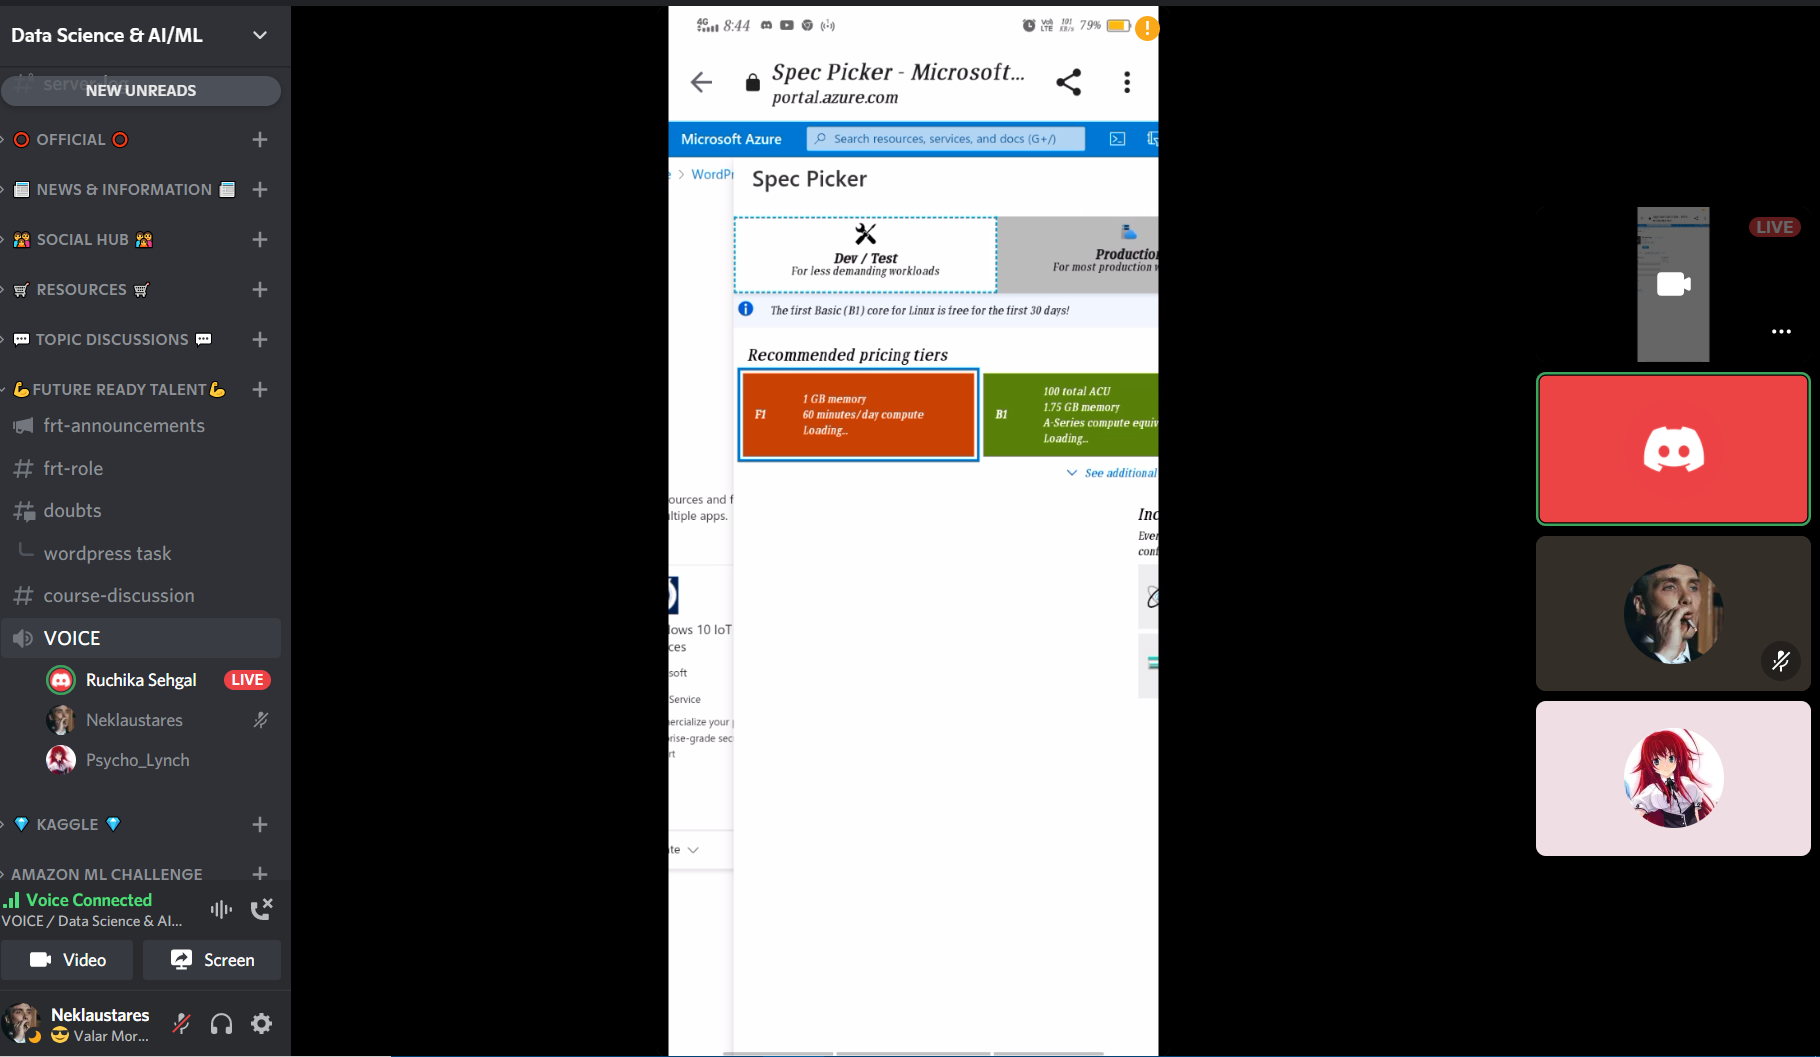 Data Science & AI/ML
server-log
NEW UNREADS
OFFICIAL
NEWS & INFORMATION
SOCIAL HUB
RESOURCES
TOPIC DISCUSSIONS
FUTURE READY TALENT
frt-announcements
frt-role
doubts
wordpress task
course-discussion
VOICE
Ruchika Sehgal LIVE
Neklaustares
Psycho_Lynch
KAGGLE
AMAZON ML CHALLENGE
Voice Connected
VOICE / Data Science & AI...
Video
Screen
Neklaustares
Valar Mor...
4G 8:44
VoI LTE 101 KB/s 79%
Spec Picker - Microsoft...
portal.azure.com
Microsoft Azure
Search resources, services, and docs (G+/)
e > WordPr
Spec Picker
Dev / Test
For less demanding workloads
Production
For most production w
The first Basic (B1) core for Linux is free for the first 30 days!
Recommended pricing tiers
F1
1 GB memory
60 minutes/day compute
Loading...
B1
100 total ACU
1.75 GB memory
A-Series compute equiv
Loading...
See additional
ources and f
ltiple apps.
Inc
Ever
conf
lows 10 IoT
ces
soft
Service
ercialize your p
rise-grade sec
rt
ate
LIVE